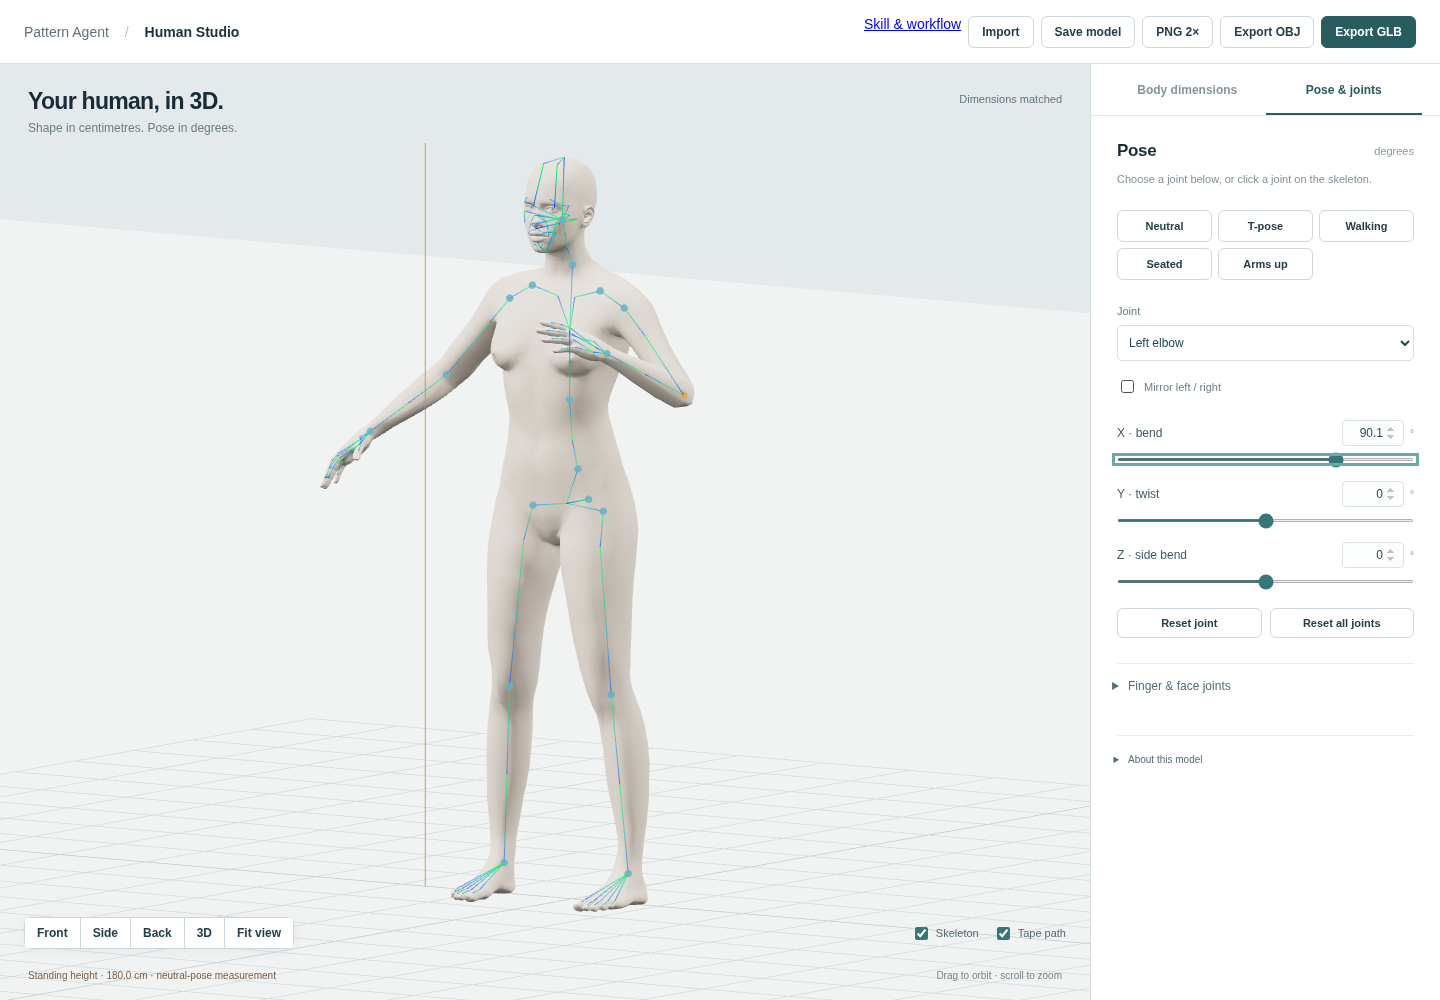 Pattern Agent / Human Studio
Skill & workflow
Import
Save model
PNG 2×
Export OBJ
Export GLB
Your human, in 3D.
Shape in centimetres. Pose in degrees.
Dimensions matched
Body dimensions
Pose & joints
Pose
degrees
Choose a joint below, or click a joint on the skeleton.
Neutral
T-pose
Walking
Seated
Arms up
Joint
Left elbow
Mirror left / right
X · bend
90.1 °
Y · twist
0 °
Z · side bend
0 °
Reset joint
Reset all joints
Finger & face joints
About this model
Front
Side
Back
3D
Fit view
Skeleton
Tape path
Standing height · 180.0 cm · neutral-pose measurement
Drag to orbit · scroll to zoom